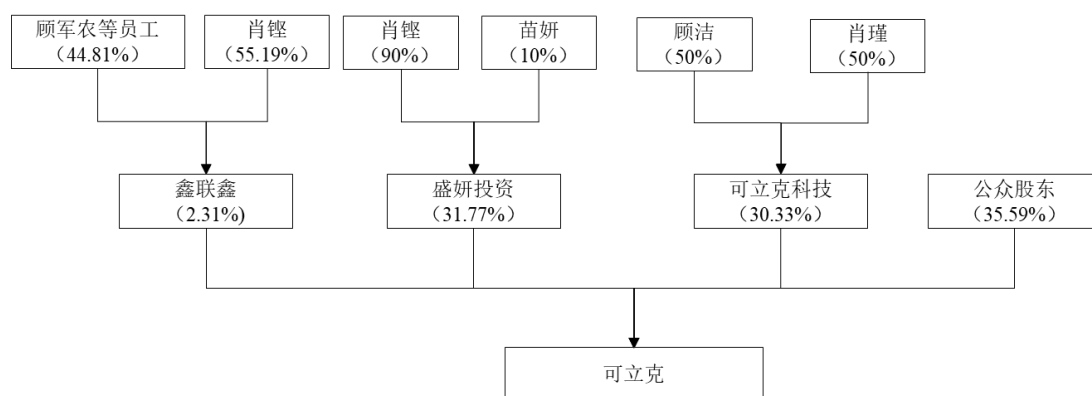 顾军农等员工
（44.81%）
肖铿
（55.19%）
肖铿
（90%）
苗妍
（10%）
顾洁
（50%）
肖瑾
（50%）
鑫联鑫
（2.31%)
盛妍投资
（31.77%）
可立克科技
（30.33%）
公众股东
（35.59%）
可立克